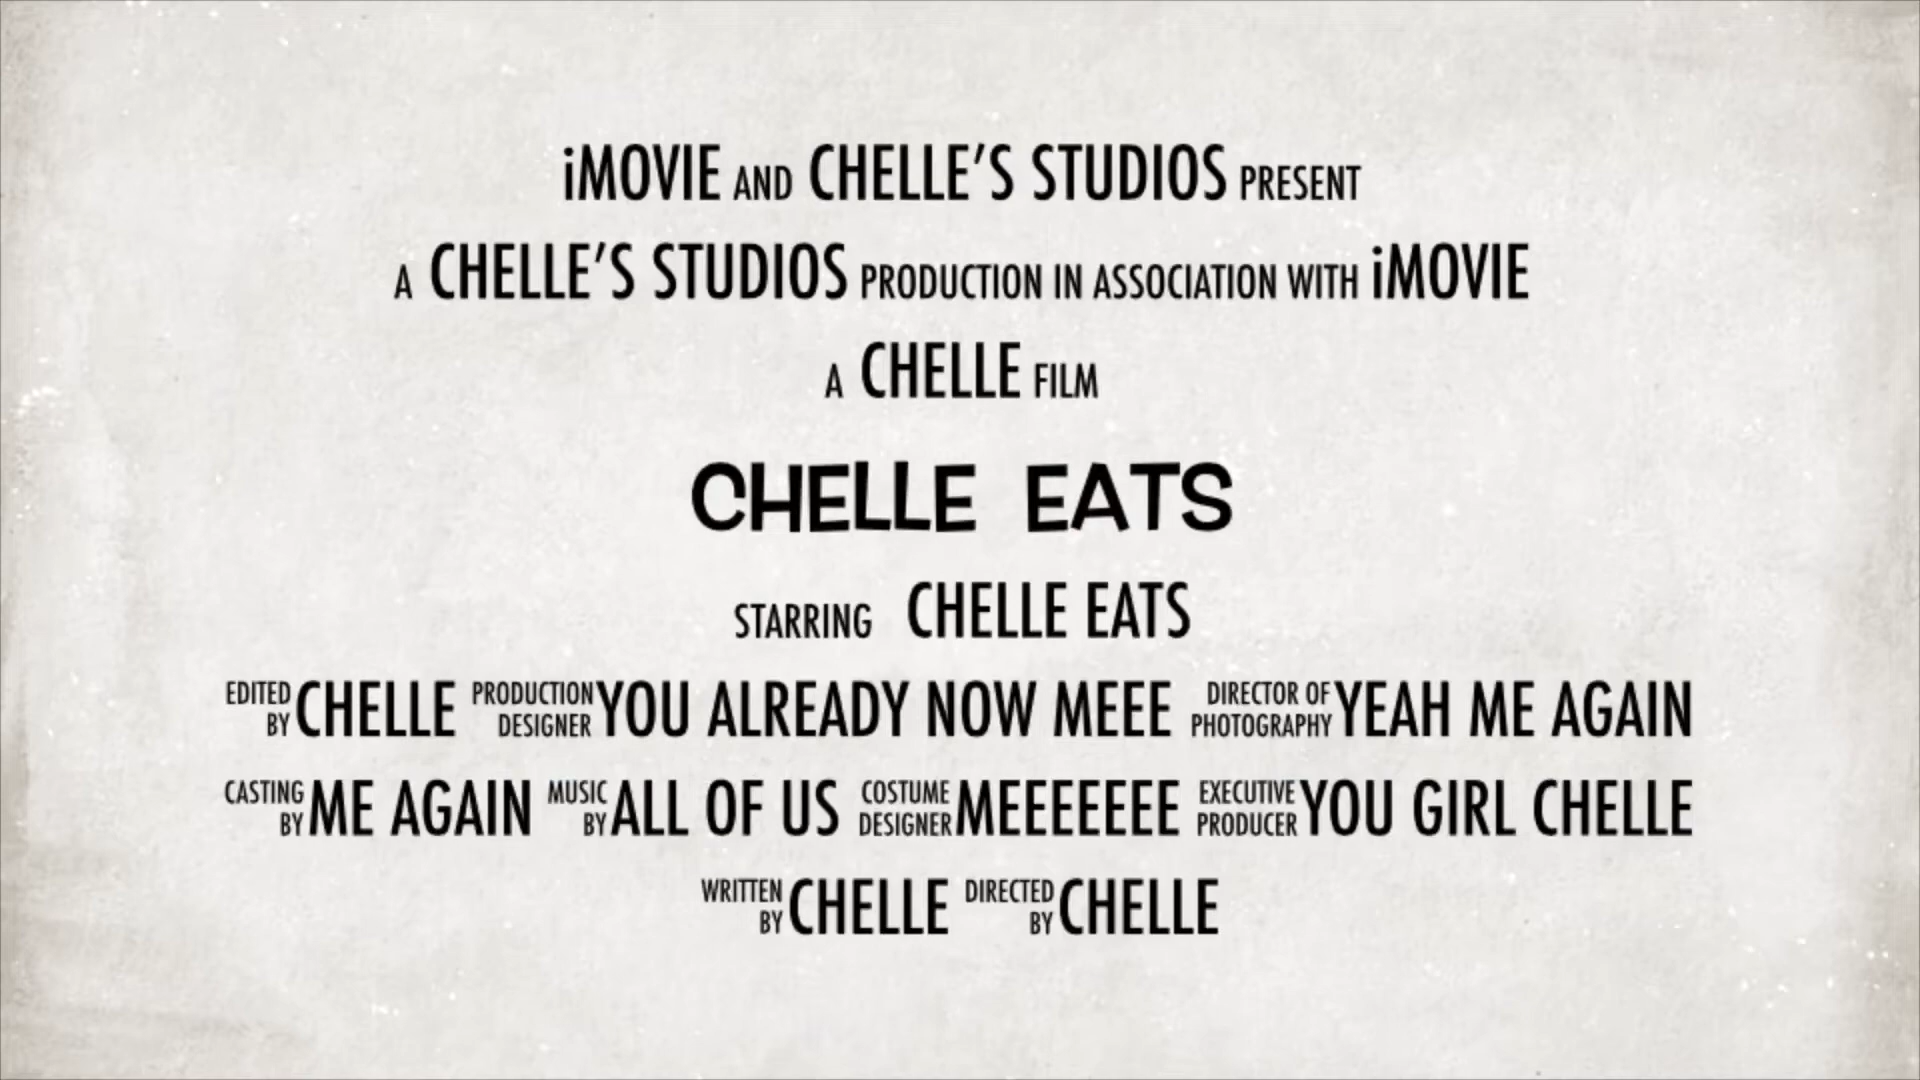 iMOVIE AND CHELLE'S STUDIOS PRESENT
A CHELLE'S STUDIOS PRODUCTION IN ASSOCIATION WITH iMOVIE
A CHELLE FILM
CHELLE EATS
STARRING CHELLE EATS
EDITED BY CHELLE PRODUCTION DESIGNER YOU ALREADY NOW MEEE DIRECTOR OF PHOTOGRAPHY YEAH ME AGAIN
CASTING BY ME AGAIN MUSIC BY ALL OF US COSTUME DESIGNER MEEEEEEE EXECUTIVE PRODUCER YOU GIRL CHELLE
WRITTEN BY CHELLE DIRECTED BY CHELLE